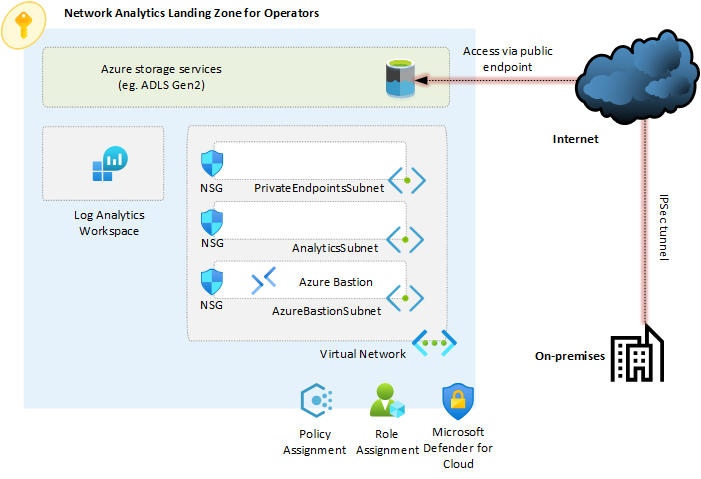 Network Analytics Landing Zone for Operators
Azure storage services
(eg. ADLS Gen2)
Access via public
endpoint
Internet
Log Analytics
Workspace
NSG
PrivateEndpointsSubnet
NSG
AnalyticsSubnet
Azure Bastion
NSG
AzureBastionSubnet
Virtual Network
IPSec tunnel
On-premises
Policy
Assignment
Role
Assignment
Microsoft
Defender for
Cloud